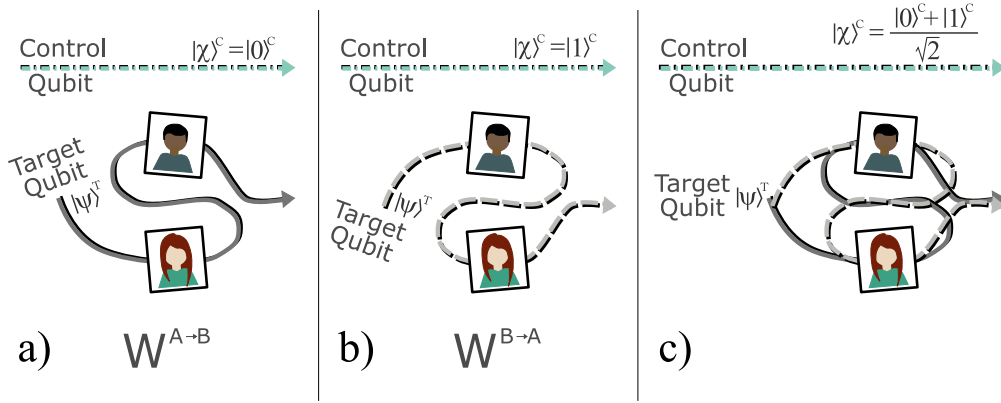 Control
Qubit
|χ⟩ᶜ=|0⟩ᶜ
Target
Qubit
|ψ⟩ᵀ
a)
W^A→B
Control
Qubit
|χ⟩ᶜ=|1⟩ᶜ
|ψ⟩ᵀ
Target
Qubit
b)
W^B→A
Control
Qubit
|χ⟩ᶜ= |0⟩ᶜ+|1⟩ᶜ
√2
Target
Qubit
|ψ⟩ᵀ
c)